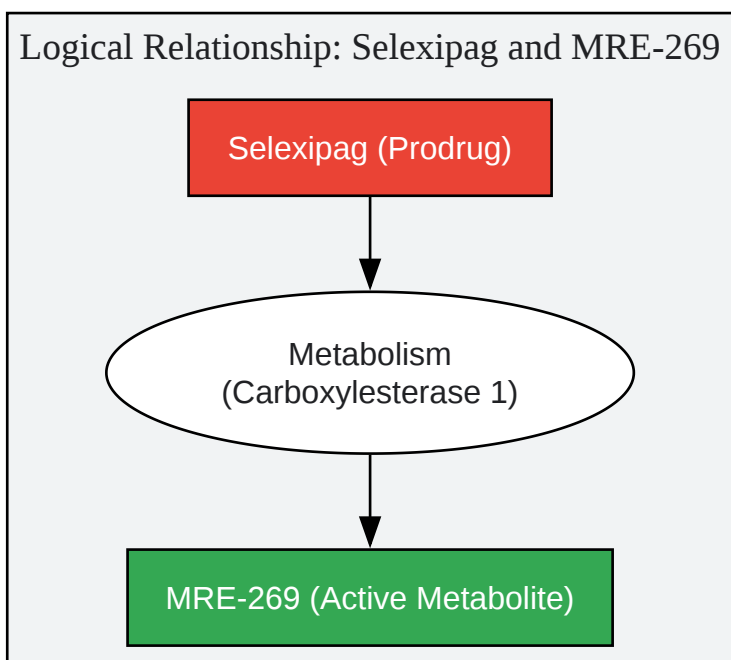 Logical Relationship: Selexipag and MRE-269
Selexipag (Prodrug)
Metabolism
(Carboxylesterase 1)
MRE-269 (Active Metabolite)